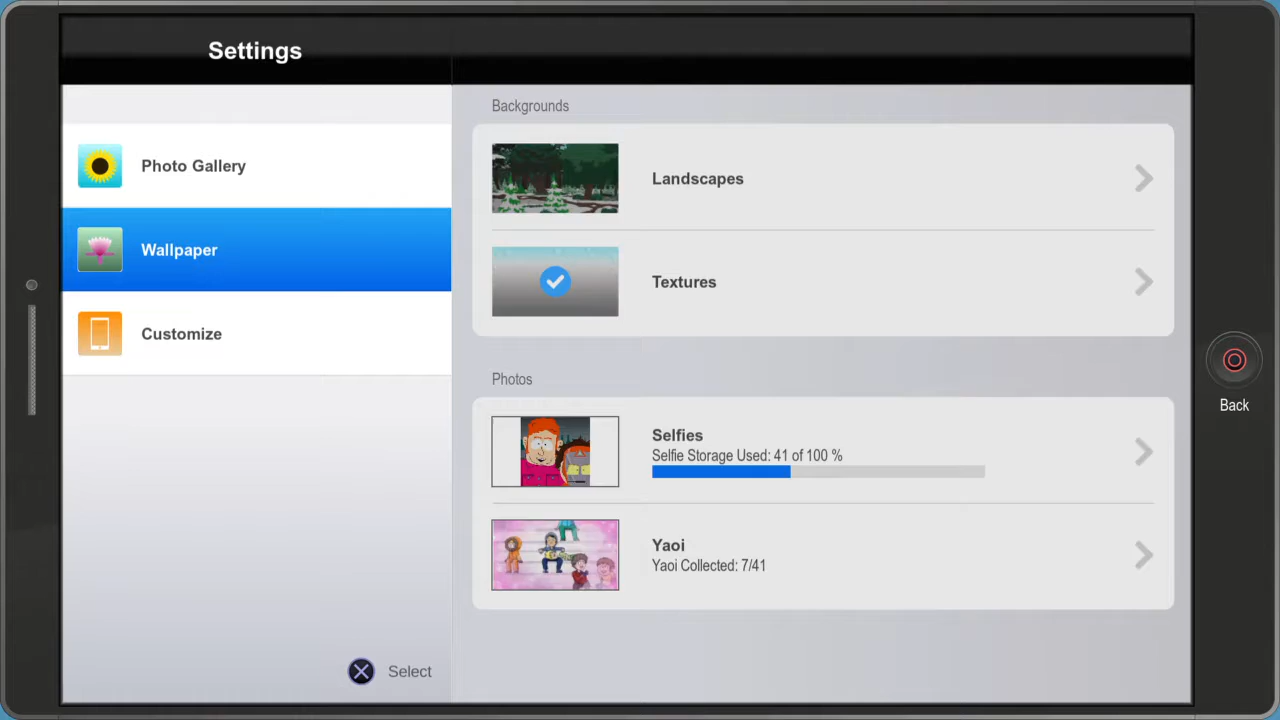 Settings
Photo Gallery
Wallpaper
Customize
Select
Backgrounds
Landscapes
Textures
Photos
Selfies
Selfie Storage Used: 41 of 100 %
Yaoi
Yaoi Collected: 7/41
Back